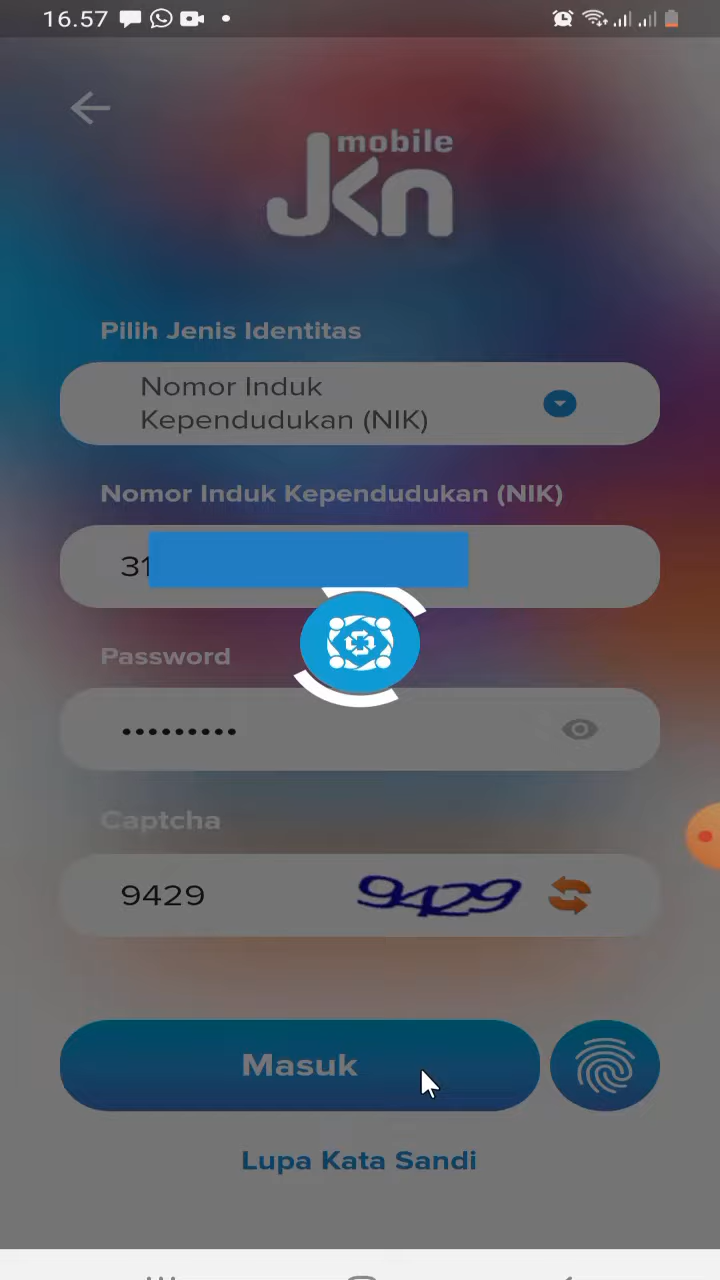 16.57
mobile
JKn
Pilih Jenis Identitas
Nomor Induk
Kependudukan (NIK)
Nomor Induk Kependudukan (NIK)
31
Password
•••••••••
Captcha
9429 9429
Masuk
Lupa Kata Sandi